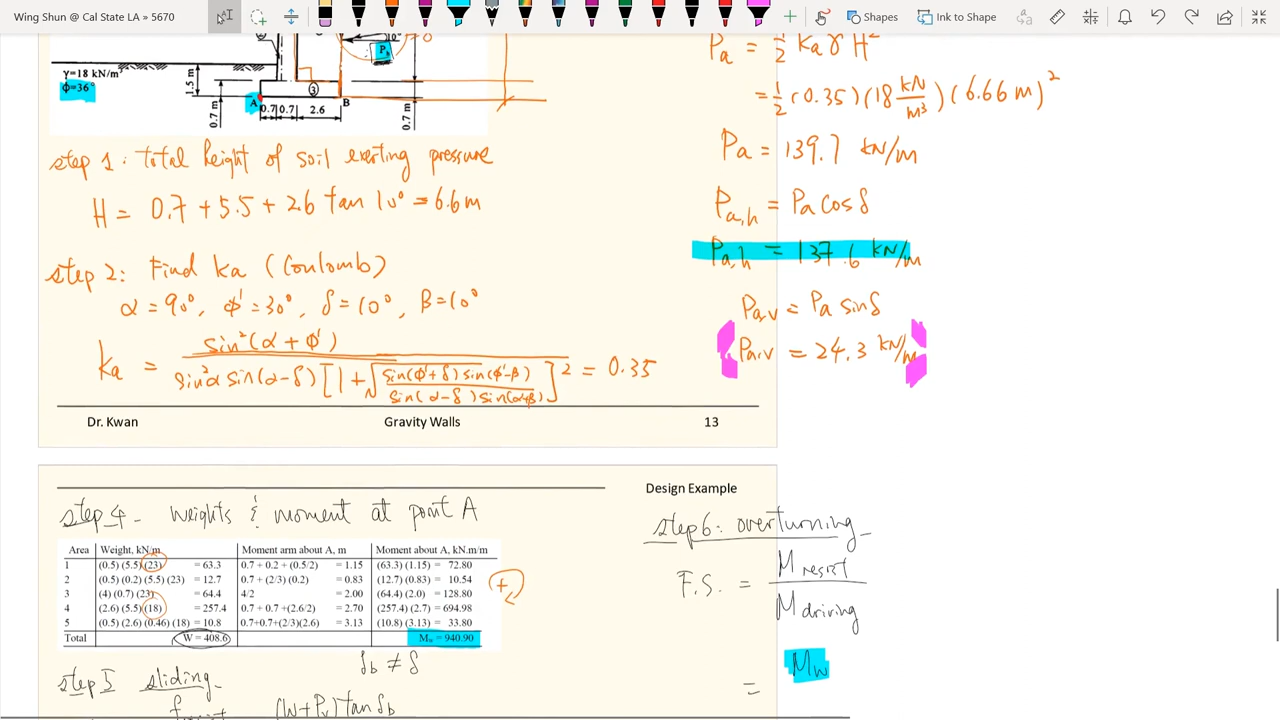 Wing Shun @ Cal State LA » 5670
Shapes
Ink to Shape
γ=18 kN/m³
ϕ=36°
1.5 m
A
B
③
0.7 0.7 2.6
0.7 m
0.7 m
step 1: Total height of soil exerting pressure
H = 0.7 + 5.5 + 2.6 tan 10° = 6.6m
step 2: Find ka (Coulomb)
α = 90°, ϕ' = 30°, δ = 10°, β = 10°
ka = sin²(α + ϕ') / sin²α sin(α-δ) [1 + √ sin(ϕ'+δ) sin(ϕ'-β) / sin(α-δ) sin(α+β) ]² = 0.35
Pa = ½ Ka γ H²
= ½ (0.35) (18 kN/m³) (6.66 m)²
Pa = 139.7 kN/m
Pa,h = Pa cos δ
Pa,h = 137.6 kN/m
Pa,v = Pa sin δ
Pa,v = 24.3 kN/m
Dr. Kwan
Gravity Walls
13
Design Example
step 4 - weights & moment at point A
Area Weight, kN/m Moment arm about A, m Moment about A, kN.m/m
1 (0.5) (5.5) (23) = 63.3 0.7 + 0.2 + (0.5/2) = 1.15 (63.3) (1.15) = 72.80
2 (0.5) (0.2) (5.5) (23) = 12.7 0.7 + (2/3) (0.2) = 0.83 (12.7) (0.83) = 10.54
3 (4) (0.7) (23) = 64.4 4/2 = 2.00 (64.4) (2.0) = 128.80
4 (2.6) (5.5) (18) = 257.4 0.7 + 0.7 +(2.6/2) = 2.70 (257.4) (2.7) = 694.98
5 (0.5) (2.6) (0.46) (18) = 10.8 0.7+0.7+(2/3)(2.6) = 3.13 (10.8) (3.13) = 33.80
Total W = 408.6 Mw = 940.90
(+)
δb ≠ δ
step 5 sliding
(W+Pv) tan δb
step 6: overturning
F.S. = M resist / M driving
= Mw